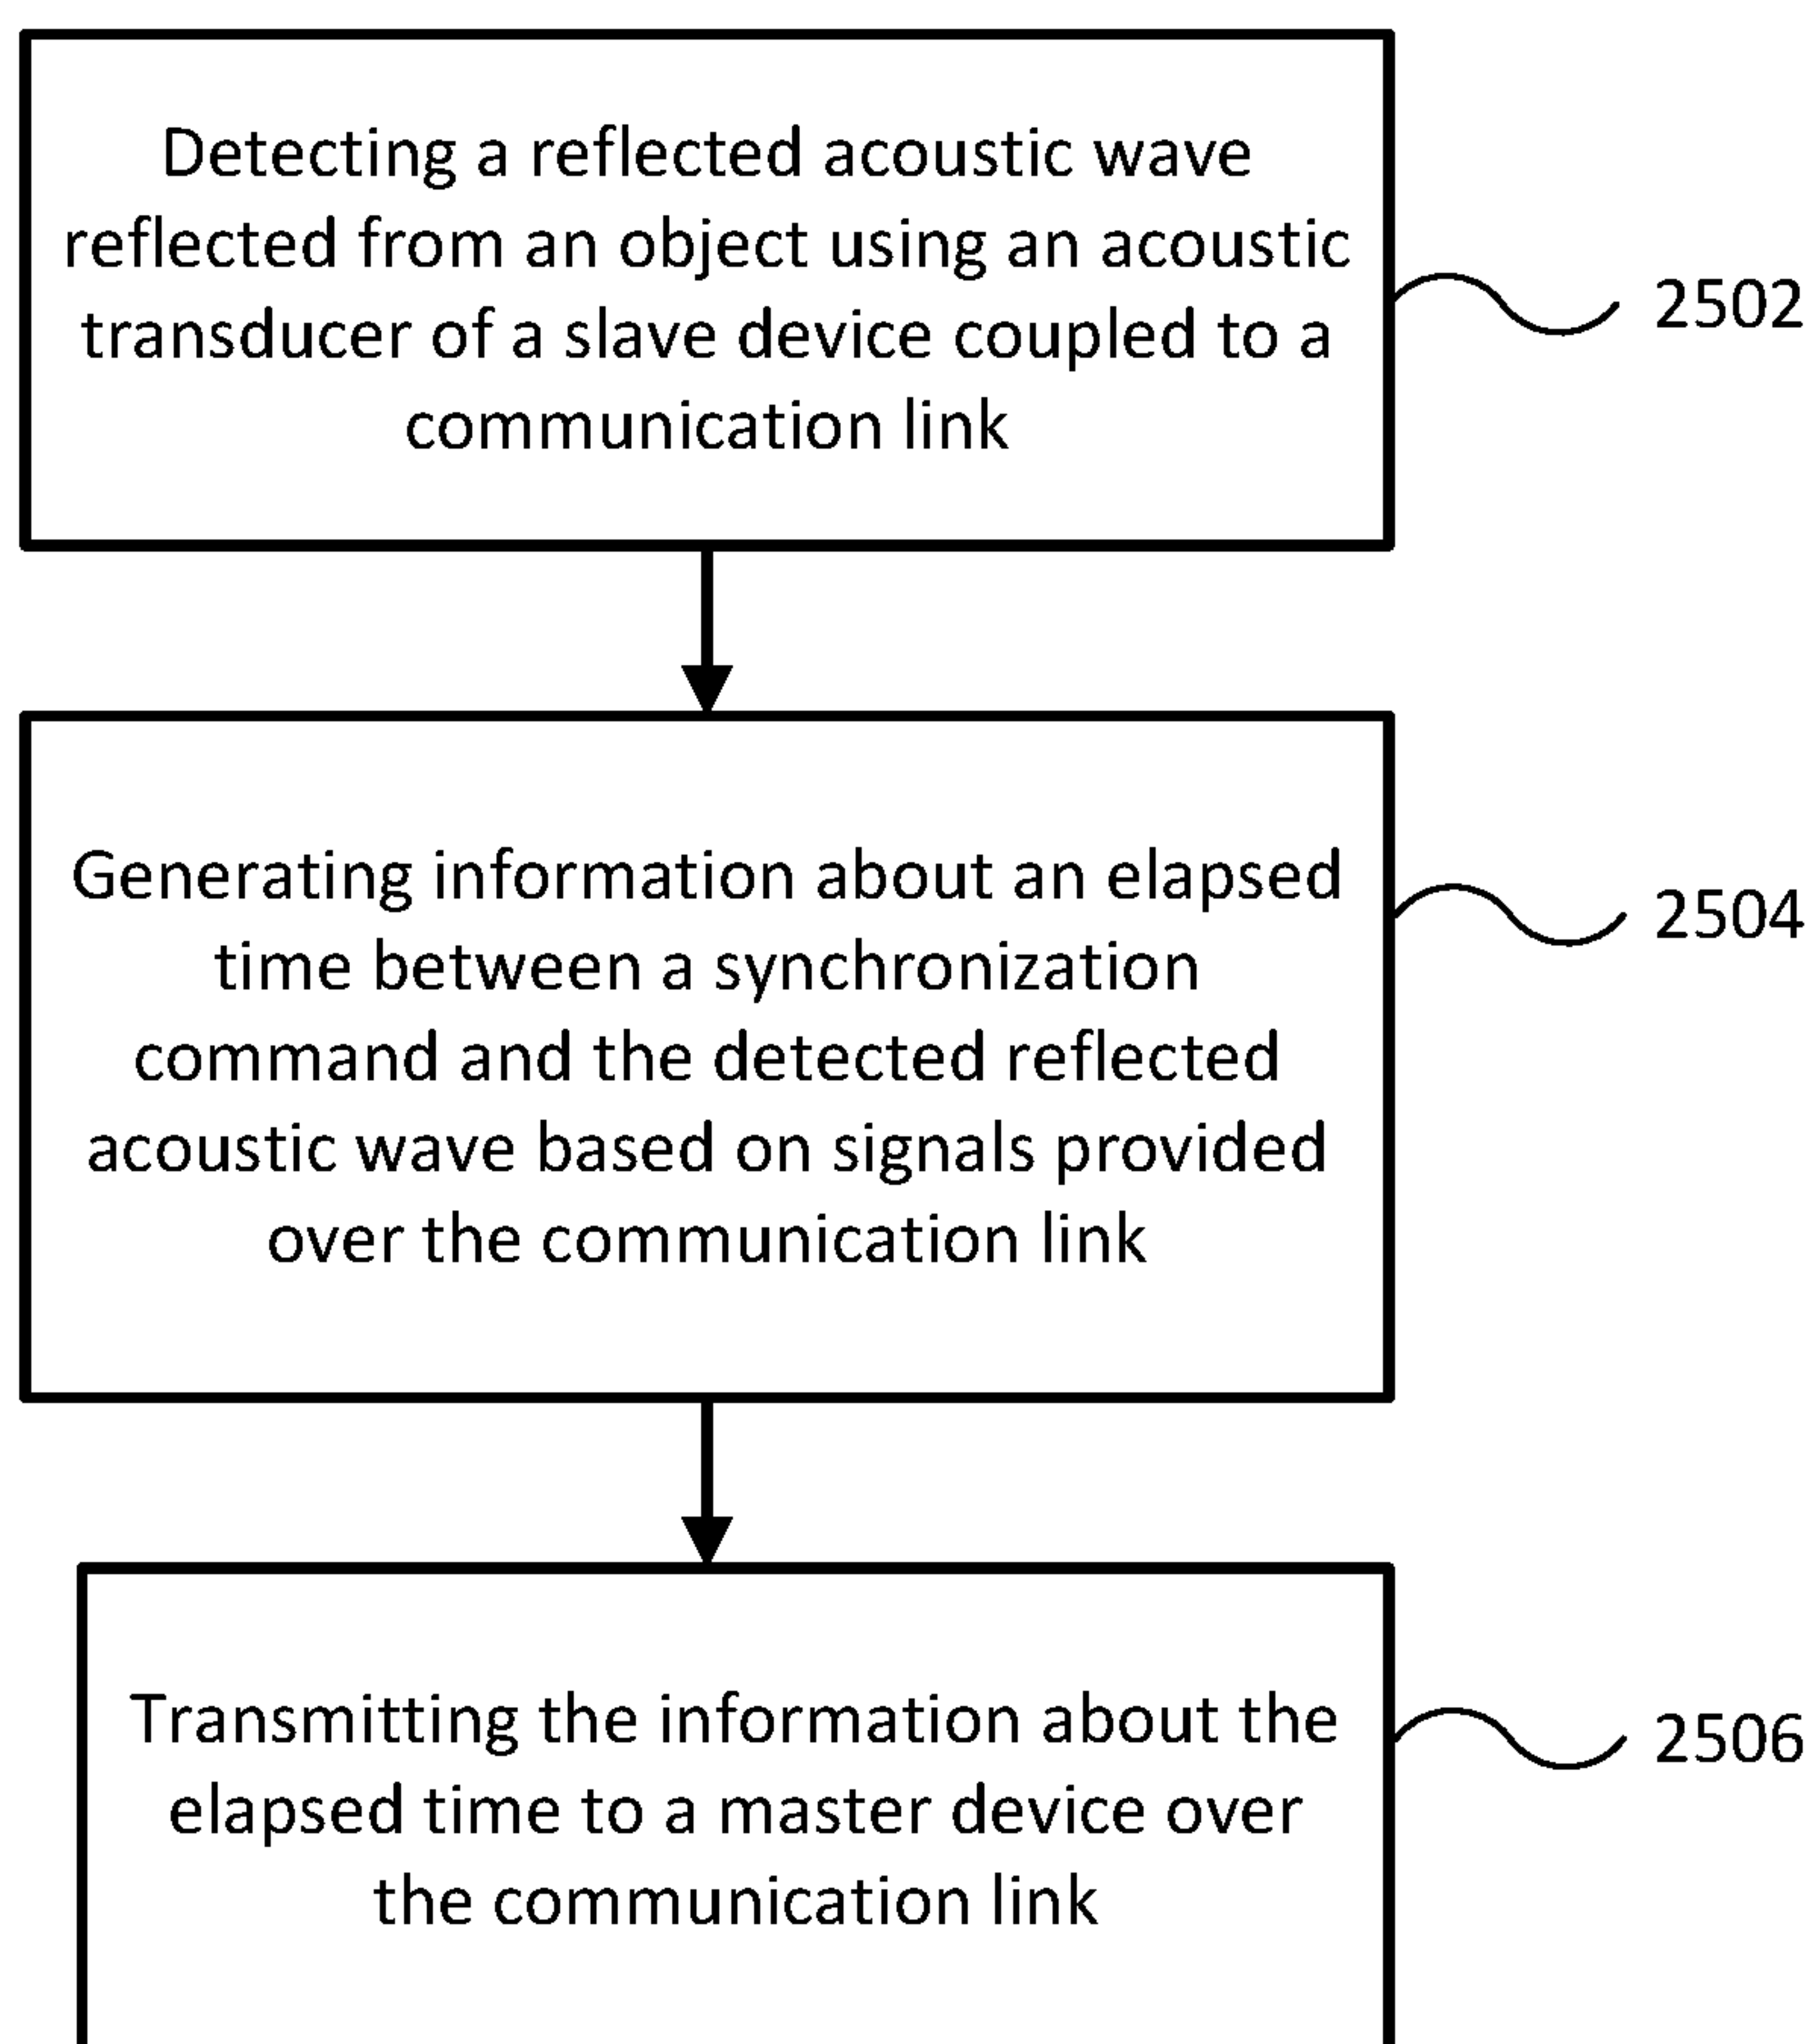 Detecting a reflected acoustic wave
reflected from an object using an acoustic
transducer of a slave device coupled to a
communication link
2502
Generating information about an elapsed
time between a synchronization
command and the detected reflected
acoustic wave based on signals provided
over the communication link
2504
Transmitting the information about the
elapsed time to a master device over
the communication link
2506